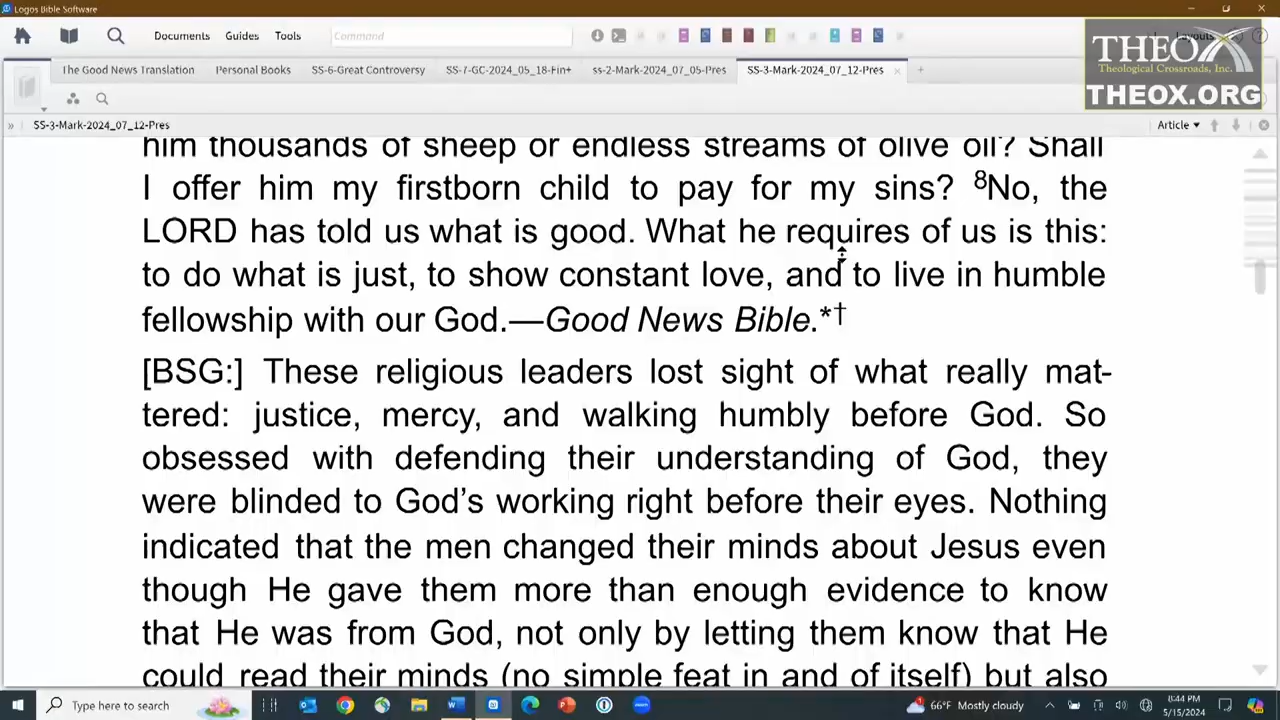 Logos Bible Software
Documents Guides Tools Command
The Good News Translation Personal Books SS-6-Great Controvers 05_18-Fin+ ss-2-Mark-2024_07_05-Pres SS-3-Mark-2024_07_12-Pres
THEOX
Theological Crossroads, Inc.
THEOX.ORG
SS-3-Mark-2024_07_12-Pres Article
him thousands of sheep or endless streams of olive oil? Shall
I offer him my firstborn child to pay for my sins? 8No, the
LORD has told us what is good. What he requires of us is this:
to do what is just, to show constant love, and to live in humble
fellowship with our God.—Good News Bible.*†
[BSG:] These religious leaders lost sight of what really mat-
tered: justice, mercy, and walking humbly before God. So
obsessed with defending their understanding of God, they
were blinded to God's working right before their eyes. Nothing
indicated that the men changed their minds about Jesus even
though He gave them more than enough evidence to know
that He was from God, not only by letting them know that He
could read their minds (no simple feat in and of itself) but also
Type here to search 66°F Mostly cloudy 8:44 PM
5/15/2024